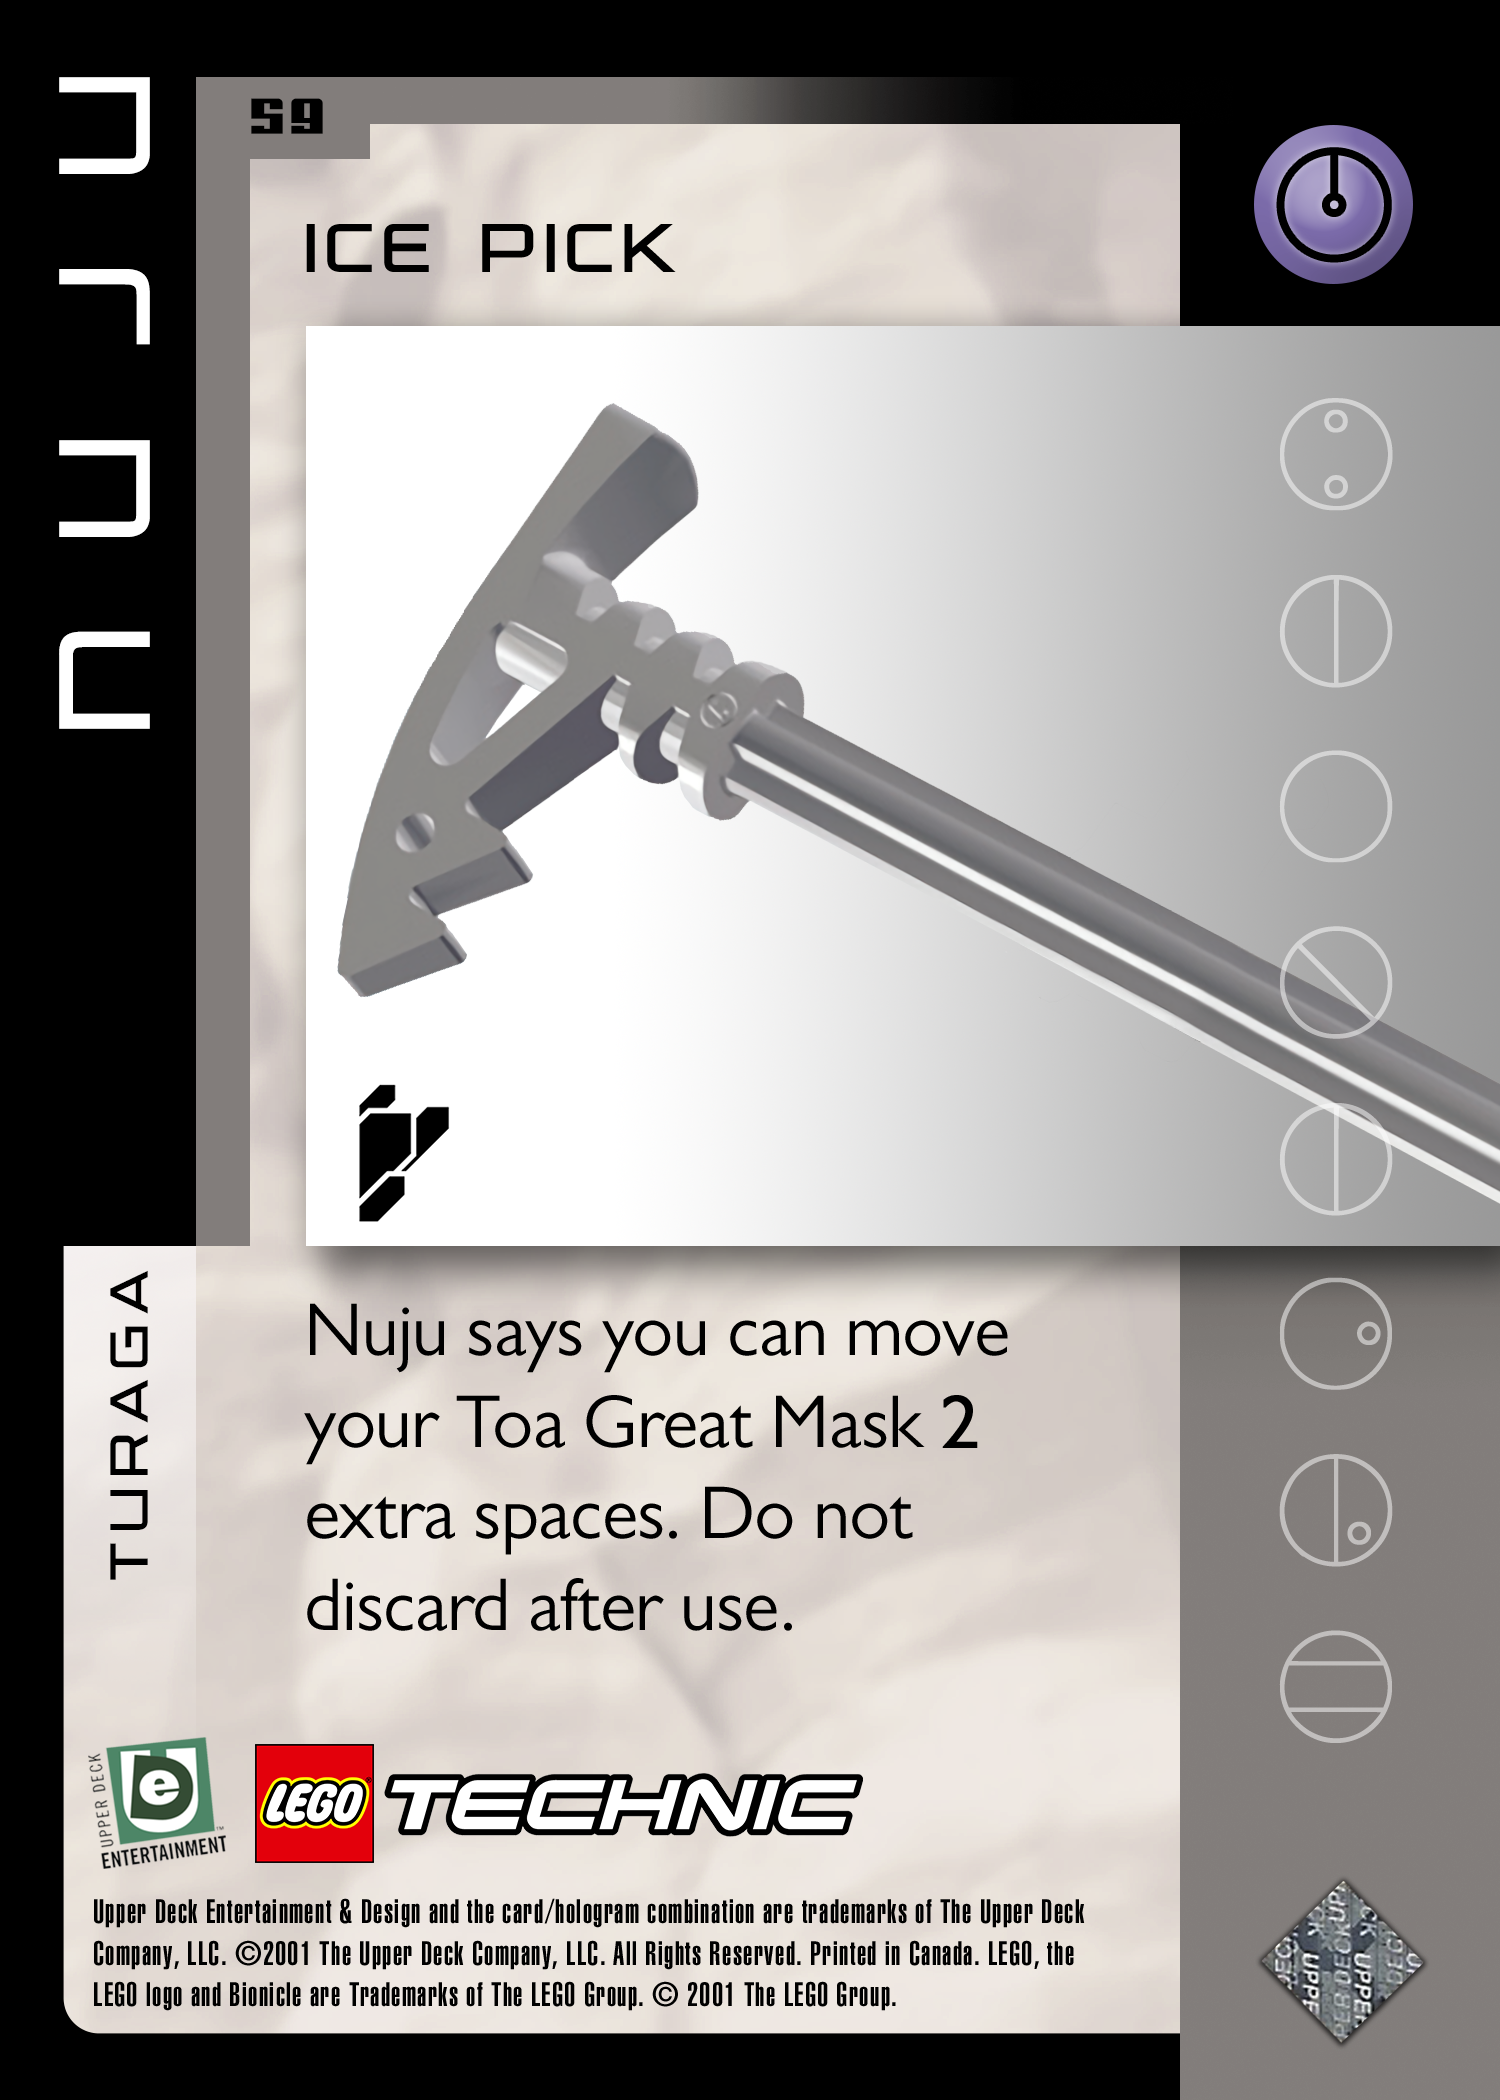 59
NUJU
ICE PICK
TURAGA
Nuju says you can move
your Toa Great Mask 2
extra spaces. Do not
discard after use.
UPPER DECK
Ude
ENTERTAINMENT™
LEGO TECHNIC
Upper Deck Entertainment & Design and the card/hologram combination are trademarks of The Upper Deck
Company, LLC. ©2001 The Upper Deck Company, LLC. All Rights Reserved. Printed in Canada. LEGO, the
LEGO logo and Bionicle are Trademarks of The LEGO Group. © 2001 The LEGO Group.